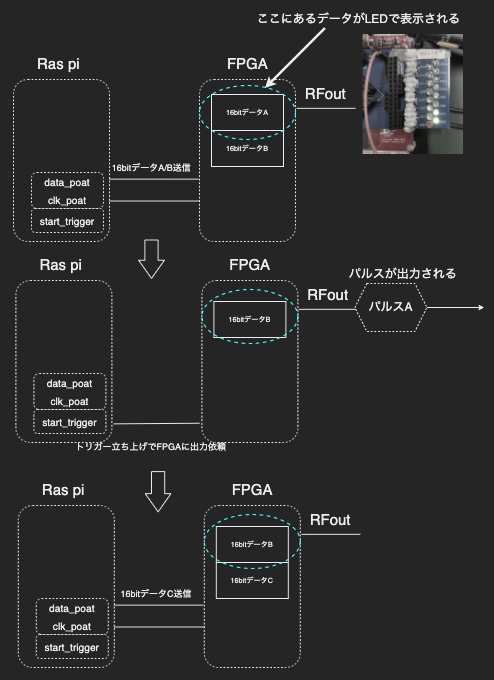 ここにあるデータがLEDで表示される
Ras pi
FPGA
RFout
16bitデータA
16bitデータB
16bitデータA/B送信
data_poat
clk_poat
start_trigger
Ras pi
FPGA
パルスが出力される
RFout
パルスA
16bitデータB
data_poat
clk_poat
start_trigger
トリガー立ち上げでFPGAに出力依頼
Ras pi
FPGA
RFout
16bitデータB
16bitデータC
16bitデータC送信
data_poat
clk_poat
start_trigger